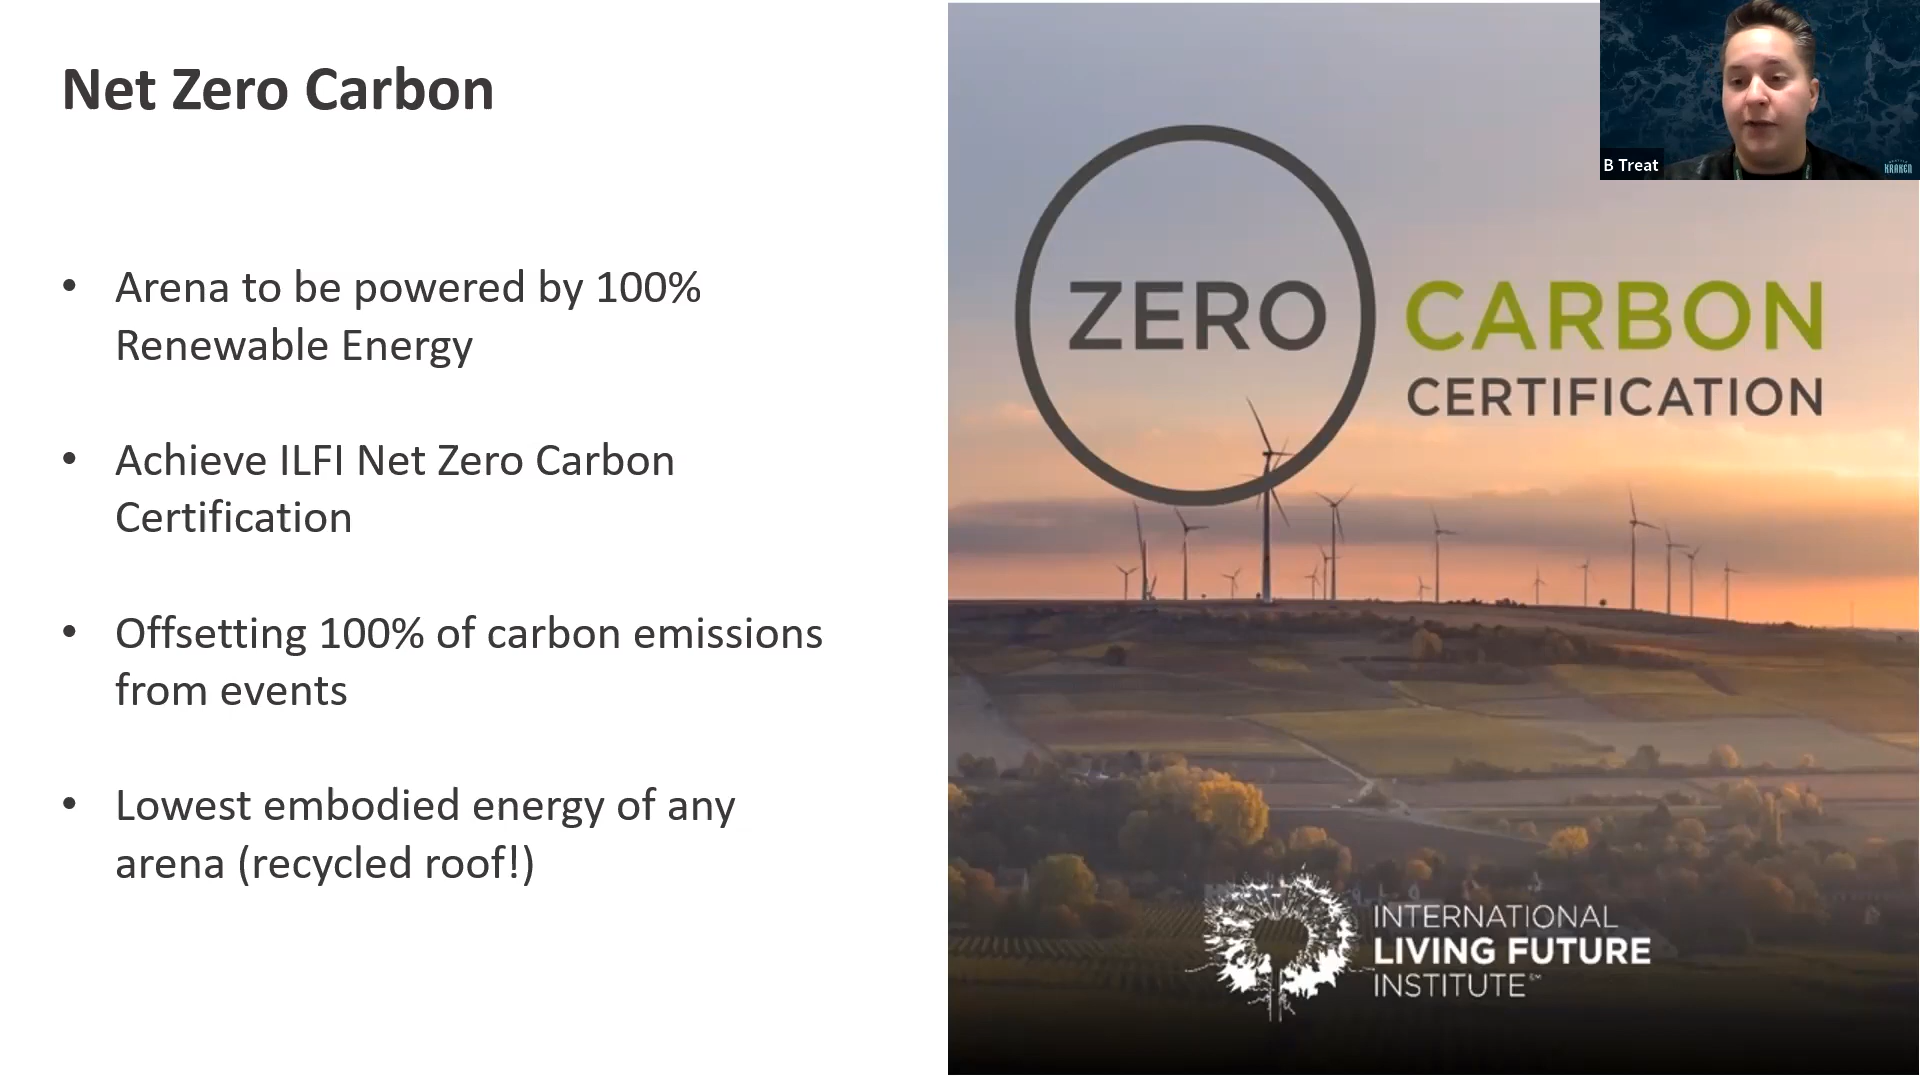 Net Zero Carbon
• Arena to be powered by 100%
Renewable Energy
• Achieve ILFI Net Zero Carbon
Certification
• Offsetting 100% of carbon emissions
from events
• Lowest embodied energy of any
arena (recycled roof!)
ZERO CARBON
CERTIFICATION
INTERNATIONAL
LIVING FUTURE
INSTITUTE℠
B Treat
KRAKEN